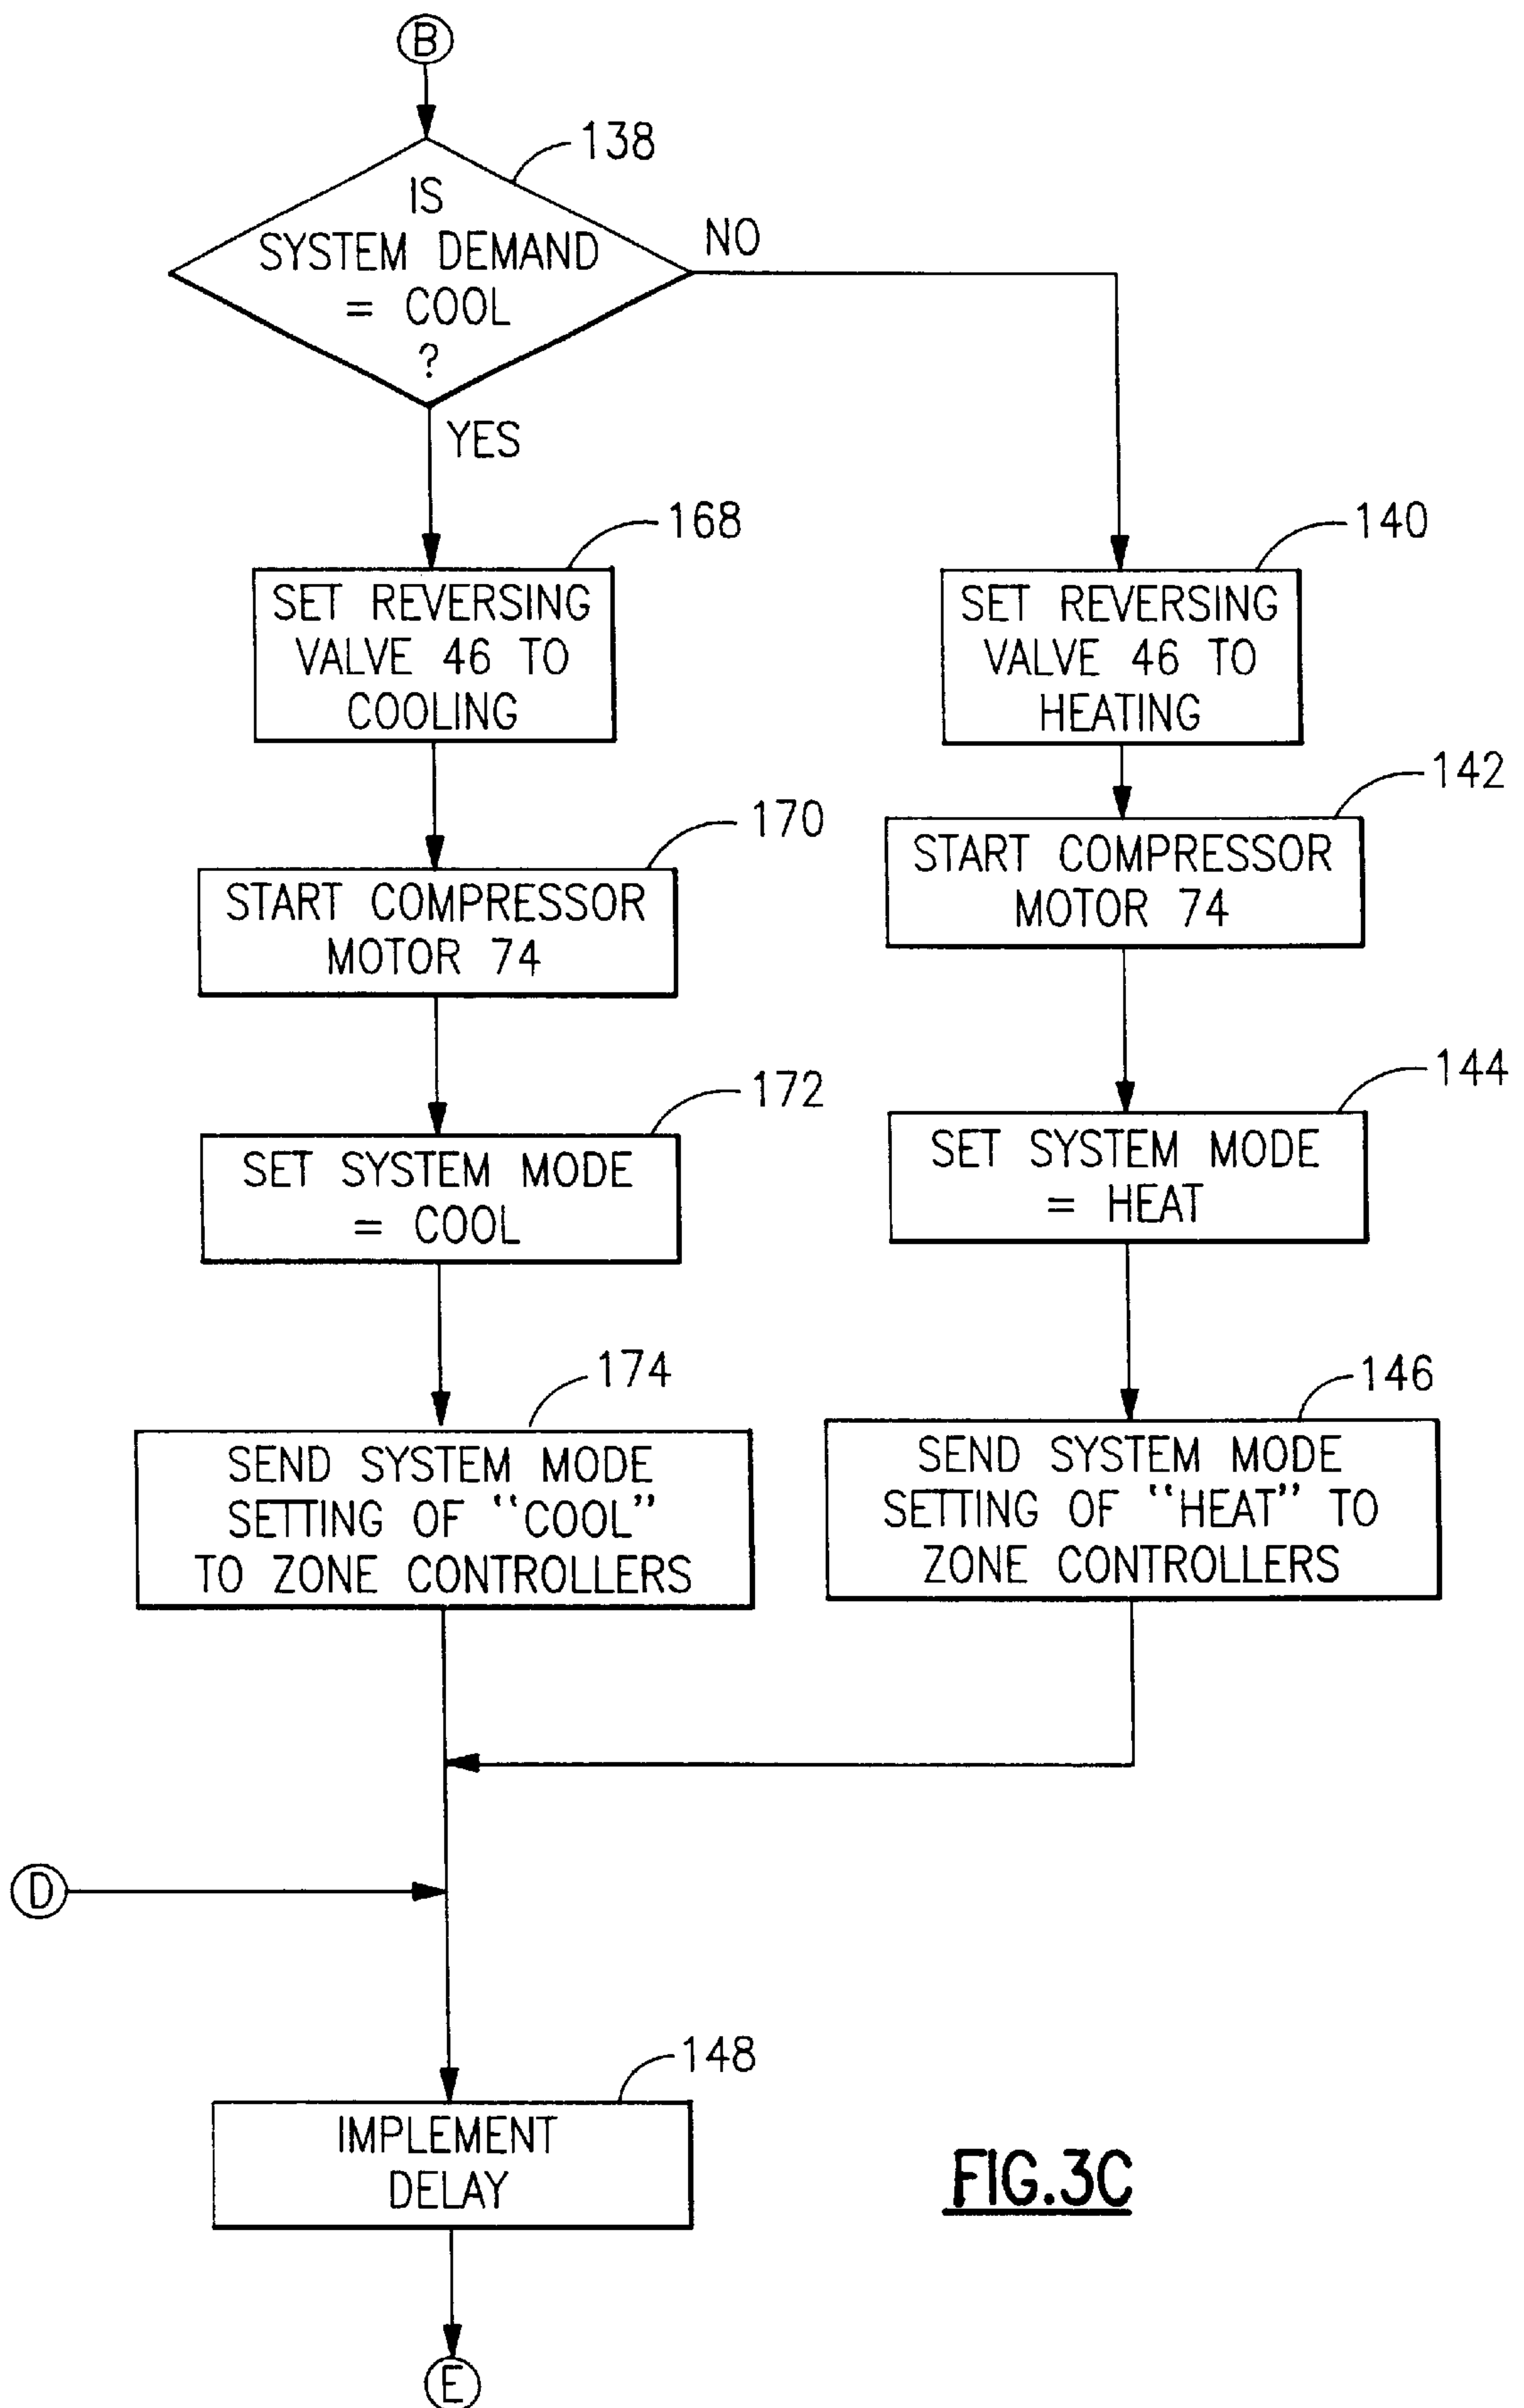 B
138
IS
SYSTEM DEMAND
= COOL
?
NO
YES
168
SET REVERSING
VALVE 46 TO
COOLING
140
SET REVERSING
VALVE 46 TO
HEATING
170
START COMPRESSOR
MOTOR 74
142
START COMPRESSOR
MOTOR 74
172
SET SYSTEM MODE
= COOL
144
SET SYSTEM MODE
= HEAT
174
SEND SYSTEM MODE
SETTING OF "COOL"
TO ZONE CONTROLLERS
146
SEND SYSTEM MODE
SETTING OF "HEAT" TO
ZONE CONTROLLERS
D
148
IMPLEMENT
DELAY
E
FIG.3C